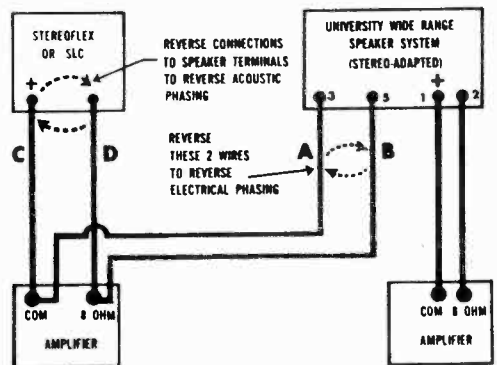 STEREOFLEX
OR SLC
+
REVERSE CONNECTIONS
TO SPEAKER TERMINALS
TO REVERSE ACOUSTIC
PHASING
UNIVERSITY WIDE RANGE
SPEAKER SYSTEM
(STEREO-ADAPTED)
+
3 5 1 2
C D
REVERSE
THESE 2 WIRES
TO REVERSE
ELECTRICAL PHASING
A B
COM 8 OHM
AMPLIFIER
COM 8 OHM
AMPLIFIER